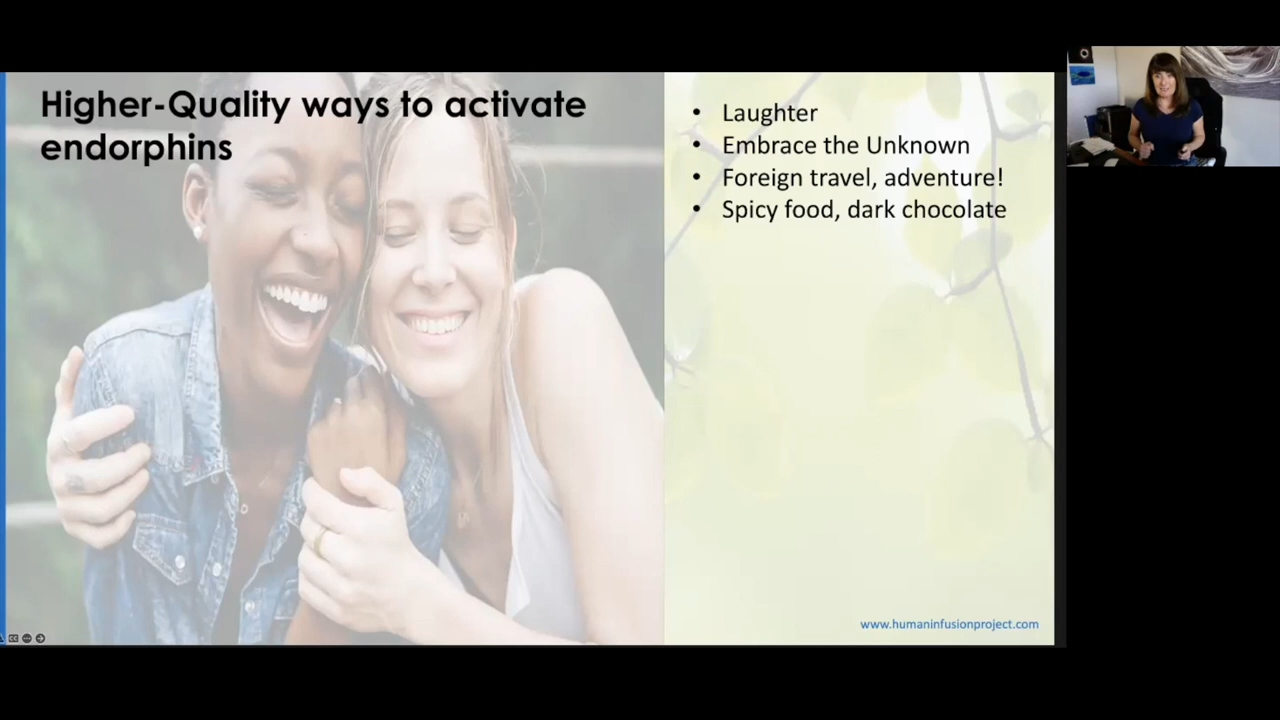 Higher-Quality ways to activate
endorphins
• Laughter
• Embrace the Unknown
• Foreign travel, adventure!
• Spicy food, dark chocolate
www.humaninfusionproject.com